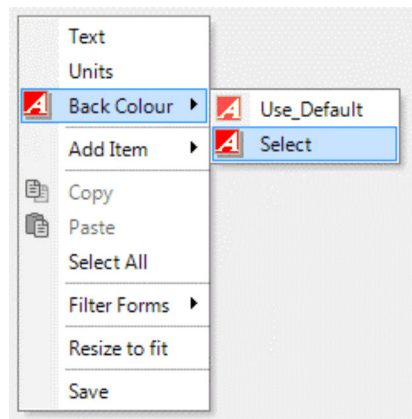 Text
Units
Back Colour
Use_Default
Select
Add Item
Copy
Paste
Select All
Filter Forms
Resize to fit
Save